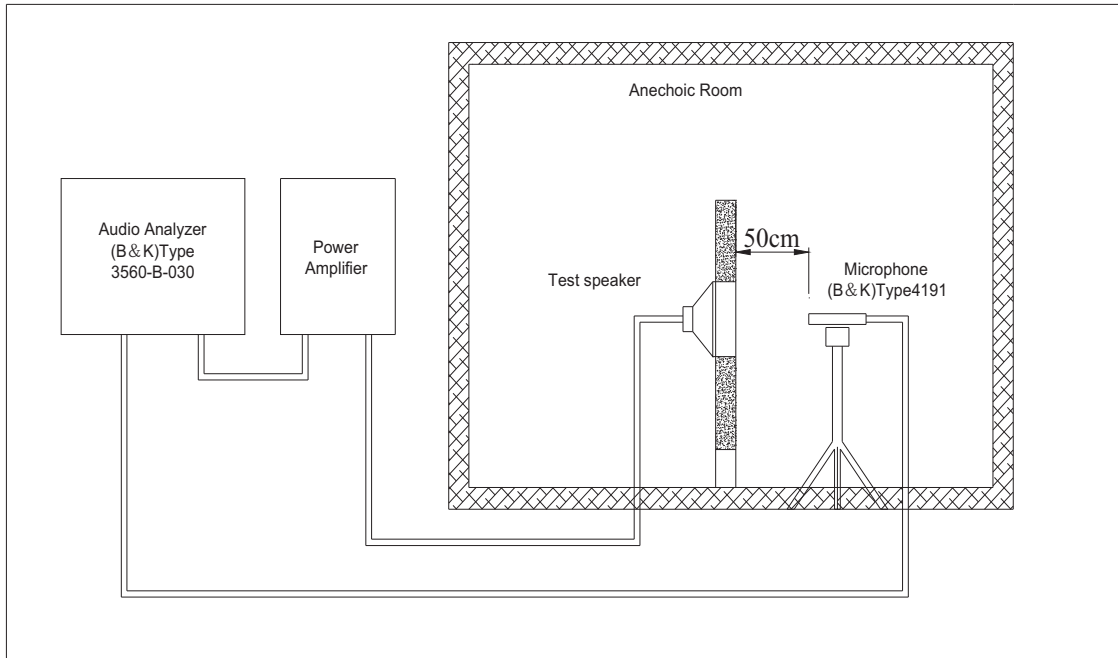 Anechoic Room
Audio Analyzer
(B&K)Type
3560-B-030
Power
Amplifier
Test speaker
50cm
Microphone
(B&K)Type4191